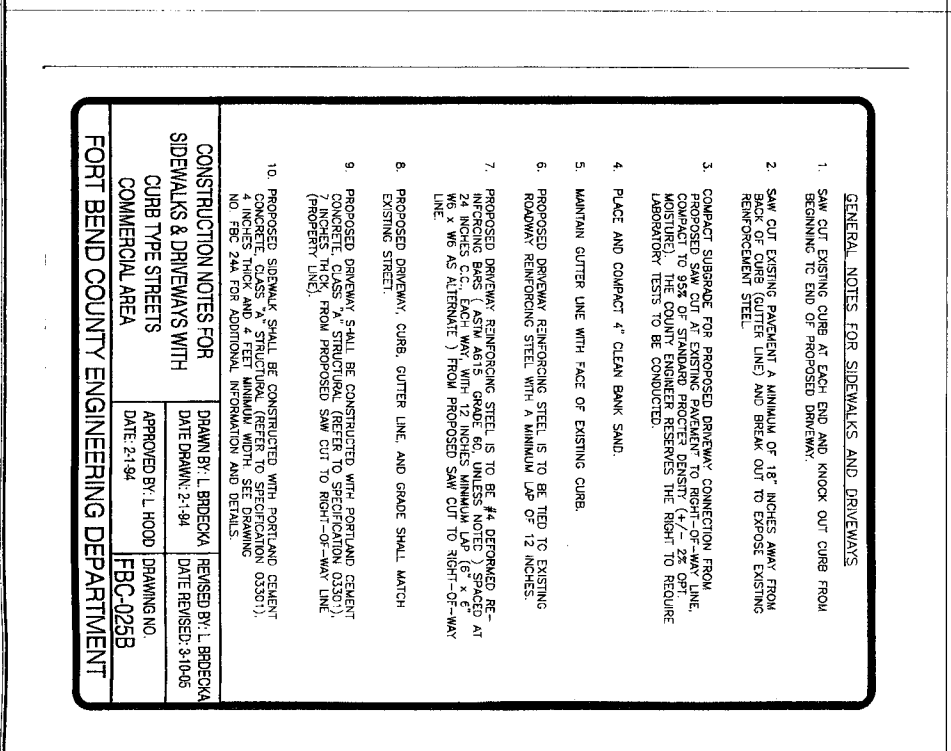 GENERAL NOTES FOR SIDEWALKS AND DRIVEWAYS
1. SAW CUT EXISTING CURB AT EACH END AND KNOCK OUT CURB FROM
BEGINNING TO END OF PROPOSED DRIVEWAY.
2. SAW CUT EXISTING PAVEMENT A MINIMUM OF 18" INCHES AWAY FROM
BACK OF CURB (GUTTER LINE) AND BREAK OUT TO EXPOSE EXISTING
REINFORCEMENT STEEL.
3. COMPACT SUBGRADE FOR PROPOSED DRIVEWAY CONNECTION FROM
PROPOSED SAW CUT AT EXISTING PAVEMENT TO RIGHT-OF-WAY LINE,
COMPACT TO 95% OF STANDARD PROCTER DENSITY (+/- 2% OPT.
MOISTURE). THE COUNTY ENGINEER RESERVES THE RIGHT TO REQUIRE
LABORATORY TESTS TO BE CONDUCTED.
4. PLACE AND COMPACT 4" CLEAN BANK SAND.
5. MAINTAIN GUTTER LINE WITH FACE OF EXISTING CURB.
6. PROPOSED DRIVEWAY REINFORCING STEEL IS TO BE TIED TO EXISTING
ROADWAY REINFORCING STEEL WITH A MINIMUM LAP OF 12 INCHES.
7. PROPOSED DRIVEWAY REINFORCING STEEL IS TO BE #4 DEFORMED RE-
INFORCING BARS ( ASTM A615 GRADE 60, UNLESS NOTED ) SPACED AT
24 INCHES C.C., EACH WAY, WITH 12 INCHES MINIMUM LAP (6" x 6"
W6 x W6 AS ALTERNATE ) FROM PROPOSED SAW CUT TO RIGHT-OF-WAY
LINE.
8. PROPOSED DRIVEWAY, CURB, GUTTER LINE, AND GRADE SHALL MATCH
EXISTING STREET.
9. PROPOSED DRIVEWAY SHALL BE CONSTRUCTED WITH PORTLAND CEMENT
CONCRETE, CLASS "A" STRUCTURAL (REFER TO SPECIFICATION 03301),
7 INCHES THICK FROM PROPOSED SAW CUT TO RIGHT-OF-WAY LINE
(PROPERTY LINE).
10. PROPOSED SIDEWALK SHALL BE CONSTRUCTED WITH PORTLAND CEMENT
CONCRETE, CLASS "A" STRUCTURAL (REFER TO SPECIFICATION 03301),
4 INCHES THICK AND 4 FEET MINIMUM WIDTH. SEE DRAWING
NO. FBC 24A FOR ADDITIONAL INFORMATION AND DETAILS.
CONSTRUCTION NOTES FOR
SIDEWALKS & DRIVEWAYS WITH
CURB TYPE STREETS
COMMERCIAL AREA
DRAWN BY: L. BRDECKA
DATE DRAWN: 2-1-94
REVISED BY: L. BRDECKA
DATE REVISED: 3-10-05
APPROVED BY: L. HOOD
DATE: 2-1-94
DRAWING NO.
FBC-025B
FORT BEND COUNTY ENGINEERING DEPARTMENT